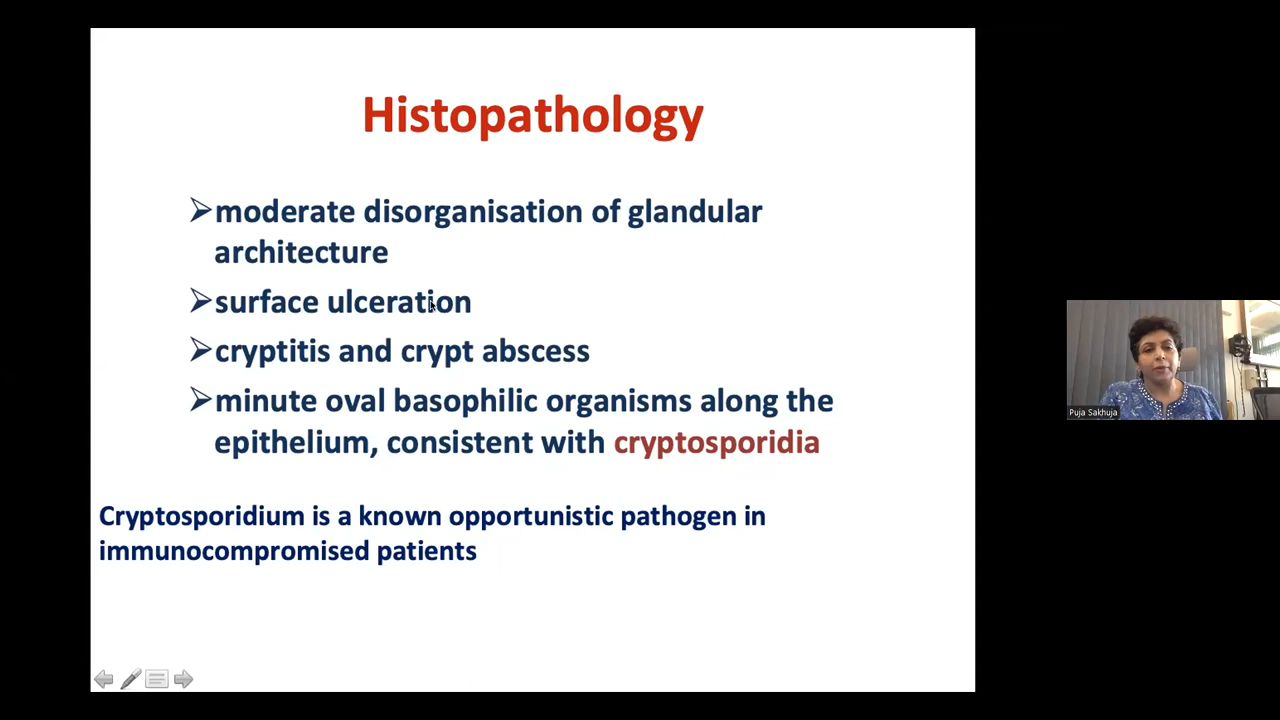 Histopathology
➢moderate disorganisation of glandular
architecture
➢surface ulceration
➢cryptitis and crypt abscess
➢minute oval basophilic organisms along the
epithelium, consistent with cryptosporidia
Cryptosporidium is a known opportunistic pathogen in
immunocompromised patients
Puja Sakhuja